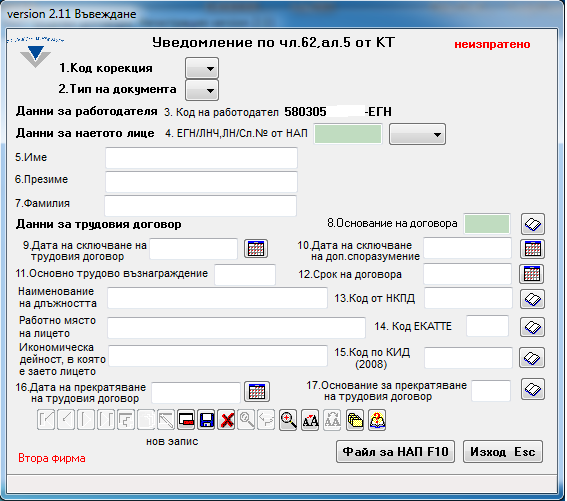 version 2.11 Въвеждане
Уведомление по чл.62,ал.5 от КТ
неизпратено
1.Код корекция
2.Тип на документа
Данни за работодателя 3. Код на работодател 580305 -ЕГН
Данни за наетото лице 4. ЕГН/ЛНЧ,ЛН/Сл.№ от НАП
5.Име
6.Презиме
7.Фамилия
Данни за трудовия договор
8.Основание на договора
9.Дата на сключване на
трудовия договор
10.Дата на сключване
на доп.споразумение
11.Основно трудово възнаграждение
12.Срок на договора
Наименование
на длъжността
13.Код от НКПД
Работно място
на лицето
14. Код ЕКАТТЕ
Икономическа
дейност, в която
е заето лицето
15.Код по КИД
(2008)
16.Дата на прекратяване
на трудовия договор
17.Основание за прекратяване
на трудовия договор
нов запис
Втора фирма
Файл за НАП F10
Изход Esc